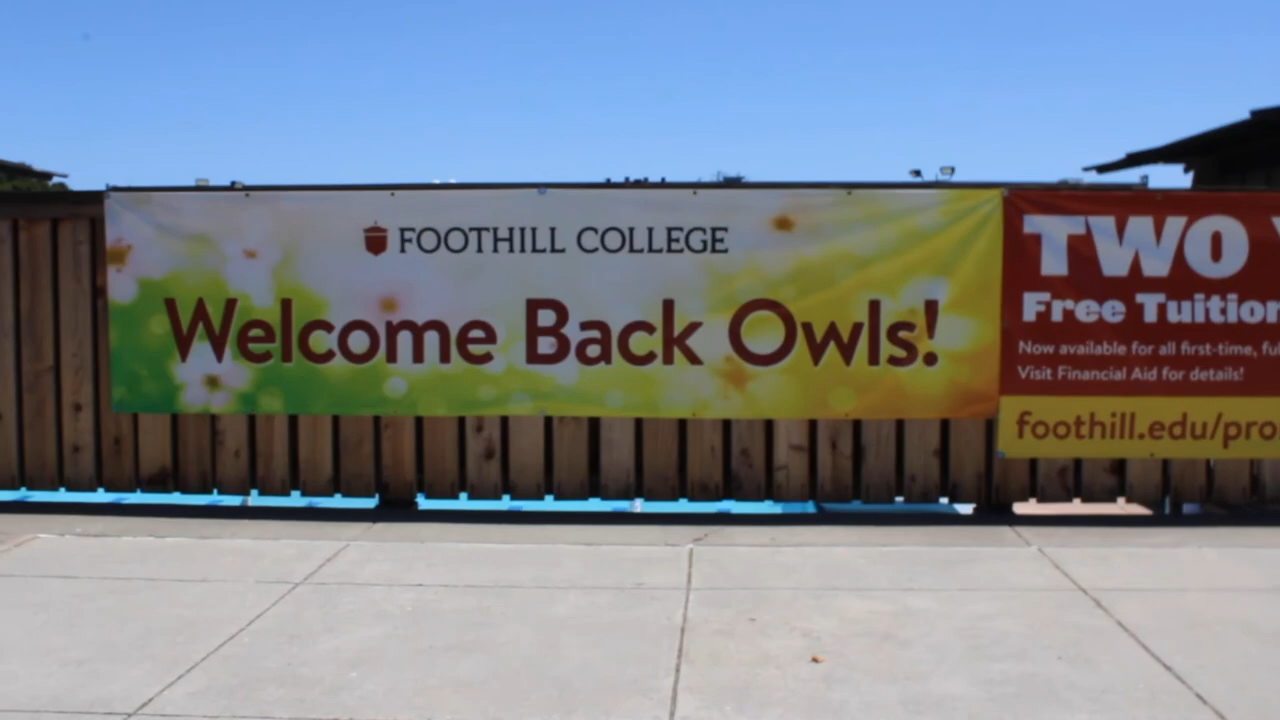 FOOTHILL COLLEGE
Welcome Back Owls!
TWO
Free Tuition
Now available for all first-time,
Visit Financial Aid for details!
foothill.edu/pro